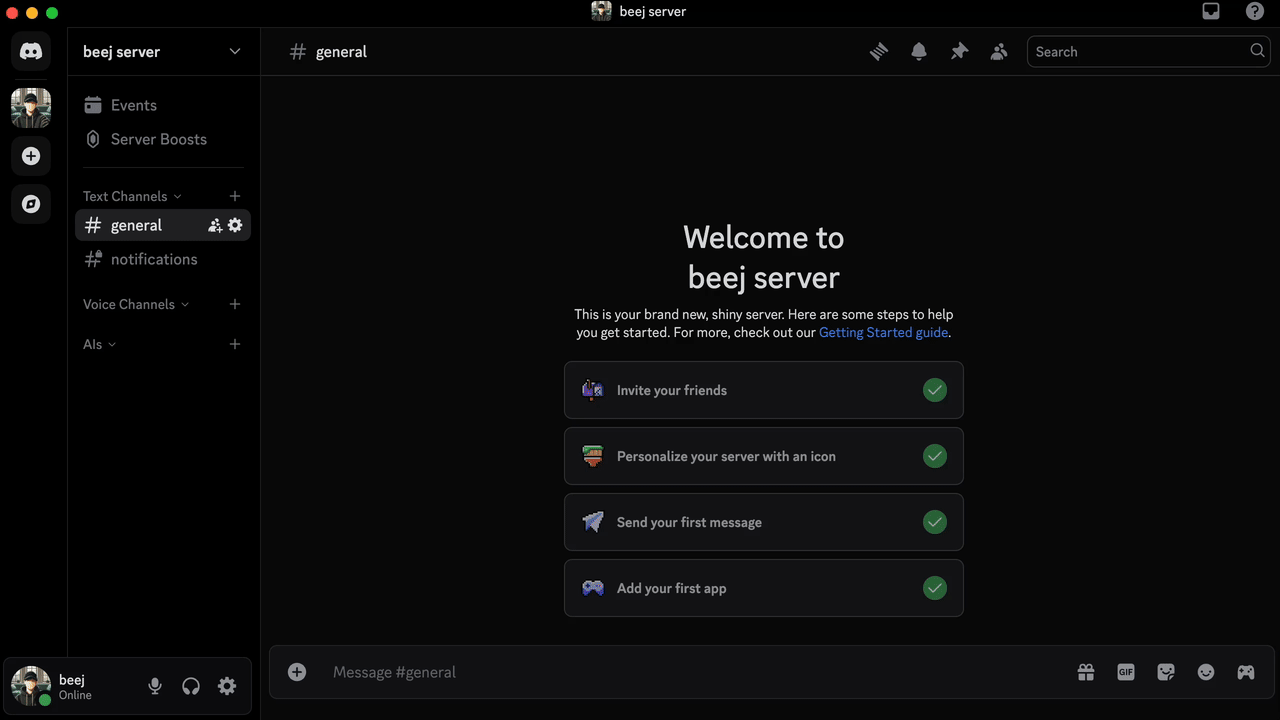 beej server
beej server
general
Search
Events
Server Boosts
Text Channels
general
notifications
Voice Channels
AIs
Welcome to
beej server
This is your brand new, shiny server. Here are some steps to help
you get started. For more, check out our Getting Started guide.
Invite your friends
Personalize your server with an icon
Send your first message
Add your first app
beej
Online
Message #general
GIF